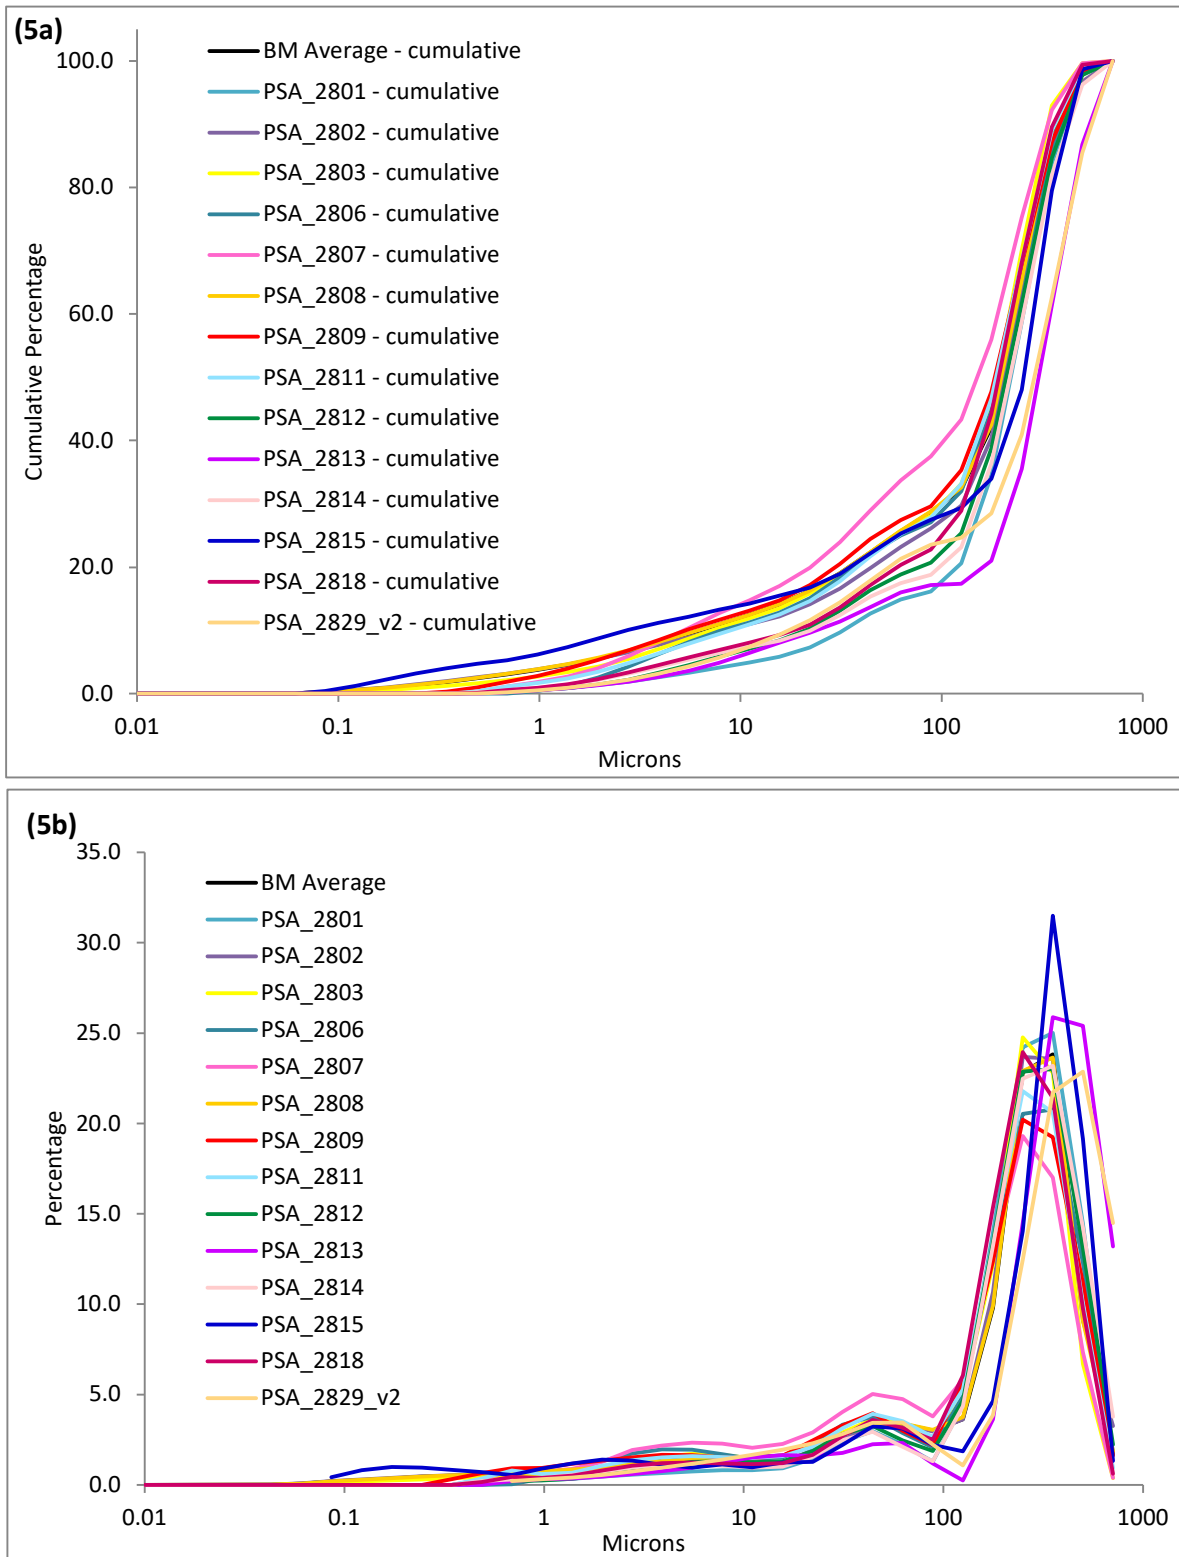 (5a)
BM Average - cumulative
100.0
PSA_2801 - cumulative
PSA_2802 - cumulative
PSA_2803 - cumulative
80.0
PSA_2806 - cumulative
PSA_2807 - cumulative
PSA_2808 - cumulative
60.0
PSA_2809 - cumulative
PSA_2811 - cumulative
PSA_2812 - cumulative
40.0
PSA_2813 - cumulative
PSA_2814 - cumulative
PSA_2815 - cumulative
20.0
PSA_2818 - cumulative
PSA_2829_v2 - cumulative
0.0
Cumulative Percentage
0.01 0.1 1 10 100 1000
Microns
(5b)
35.0
BM Average
PSA_2801
30.0
PSA_2802
PSA_2803
25.0
PSA_2806
PSA_2807
PSA_2808
20.0
PSA_2809
PSA_2811
15.0
PSA_2812
PSA_2813
PSA_2814
10.0
PSA_2815
PSA_2818
5.0
PSA_2829_v2
0.0
Percentage
0.01 0.1 1 10 100 1000
Microns